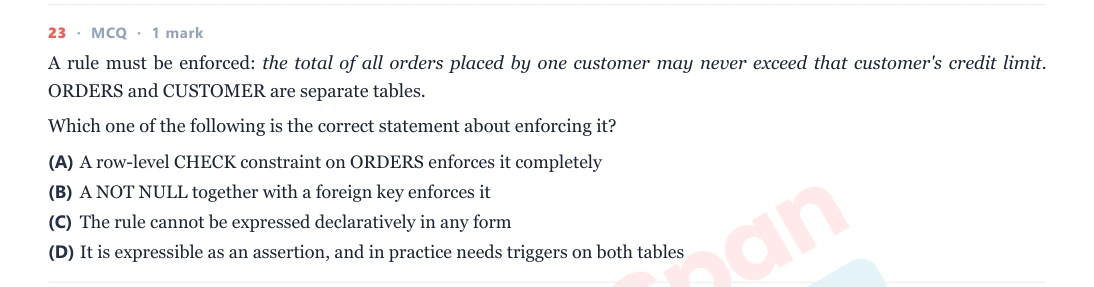 23 · MCQ · 1 mark
A rule must be enforced: the total of all orders placed by one customer may never exceed that customer's credit limit.
ORDERS and CUSTOMER are separate tables.
Which one of the following is the correct statement about enforcing it?
(A) A row-level CHECK constraint on ORDERS enforces it completely
(B) A NOT NULL together with a foreign key enforces it
(C) The rule cannot be expressed declaratively in any form
(D) It is expressible as an assertion, and in practice needs triggers on both tables